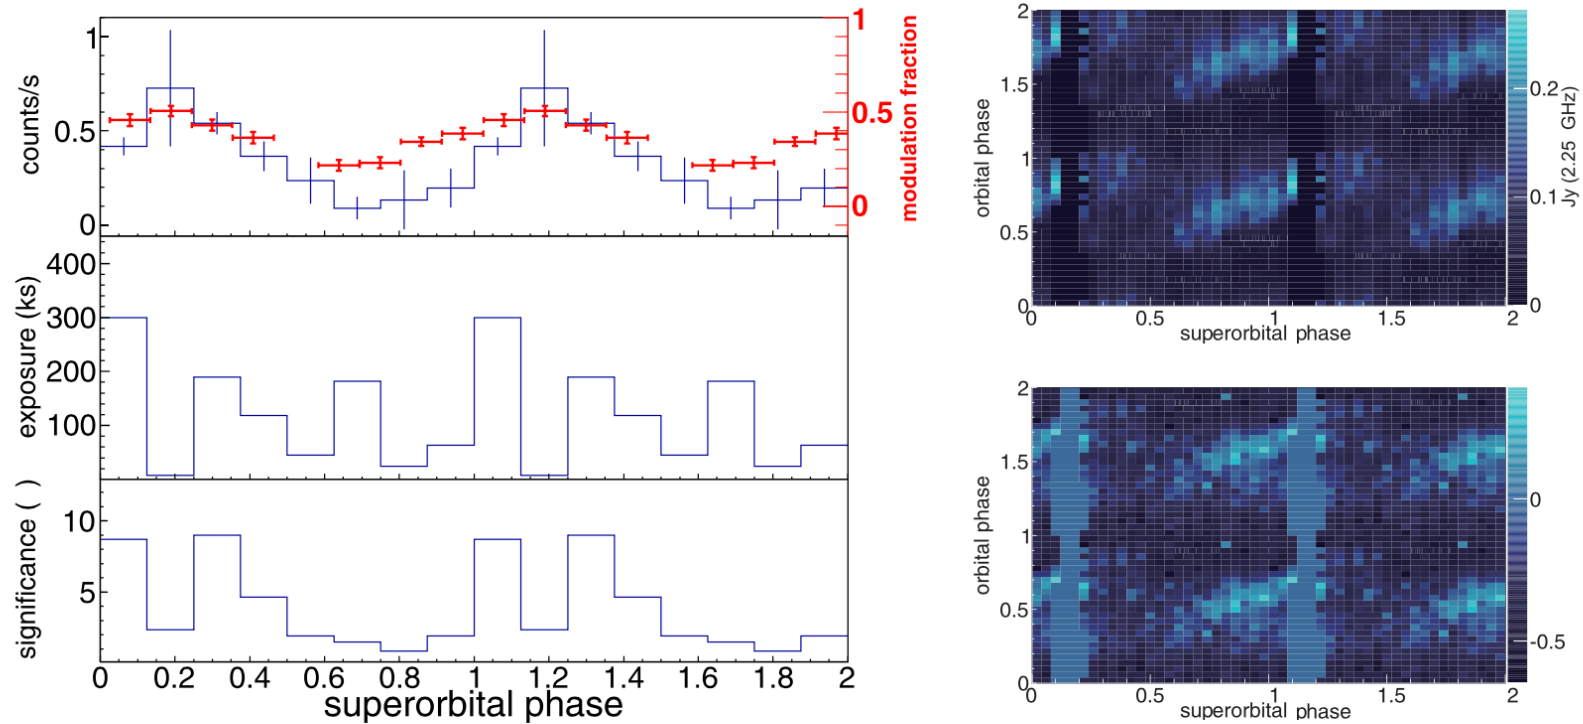 counts/s
1
0.5
0
1
0.5
0
modulation fraction
exposure (ks)
400
300
200
100
significance ( )
10
5
0 0.2 0.4 0.6 0.8 1 1.2 1.4 1.6 1.8 2
superorbital phase
orbital phase
2
1.5
1
0.5
0
0 0.5 1 1.5 2
superorbital phase
0.22
0.11
0
Jy (2.25 GHz)
orbital phase
2
1.5
1
0.5
0
0 0.5 1 1.5 2
superorbital phase
0
-0.5